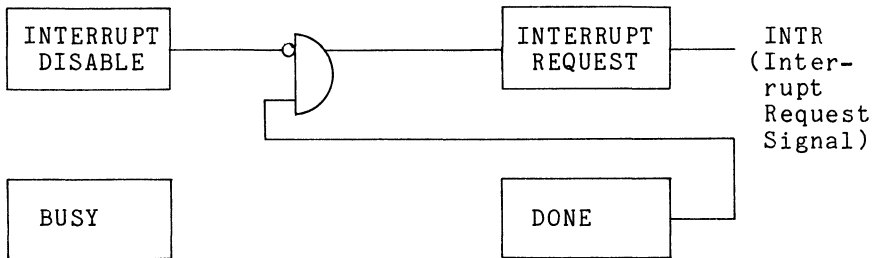 INTERRUPT
DISABLE
INTERRUPT
REQUEST
INTR
(Inter-
rupt
Request
Signal)
BUSY
DONE